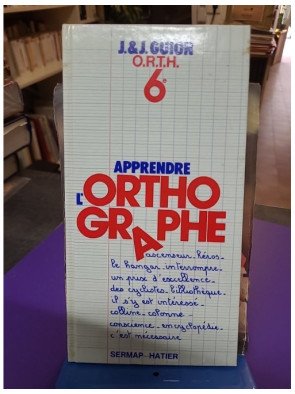 J. & J. GUION
O.R.T.H.
6e
APPRENDRE
L'ORTHO
GRAPHE
ascenseur - héros -
le hangar - interrompre -
un prix d'excellence -
des cyclistes - bibliothèque -
il s'y est intéressé -
colline - colonne -
conscience - encyclopédie -
c'est nécessaire
SERMAP-HATIER